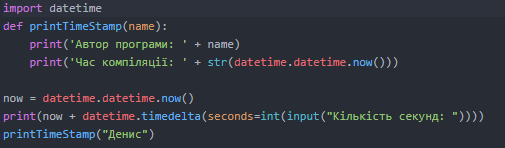 import datetime
def printTimeStamp(name):
    print('Автор програми: ' + name)
    print('Час компіляції: ' + str(datetime.datetime.now()))

now = datetime.datetime.now()
print(now + datetime.timedelta(seconds=int(input("Кількість секунд: "))))
printTimeStamp("Денис")